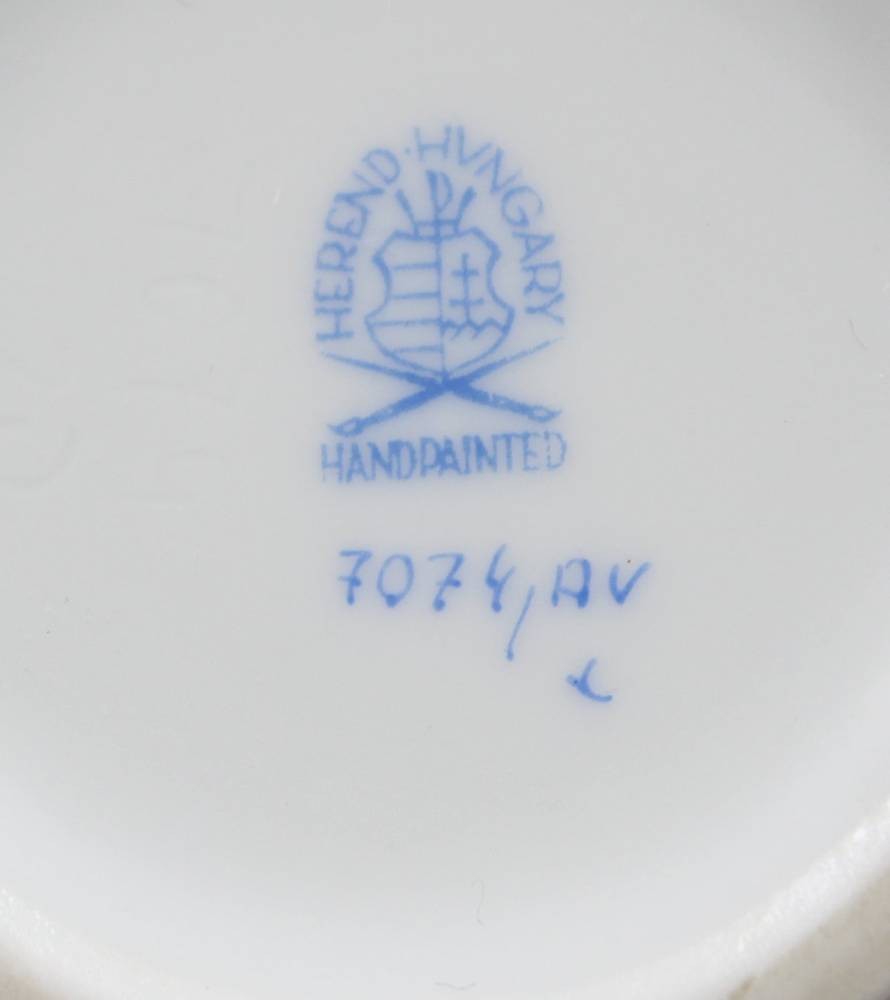 HEREND · HUNGARY
HANDPAINTED
7074/AV